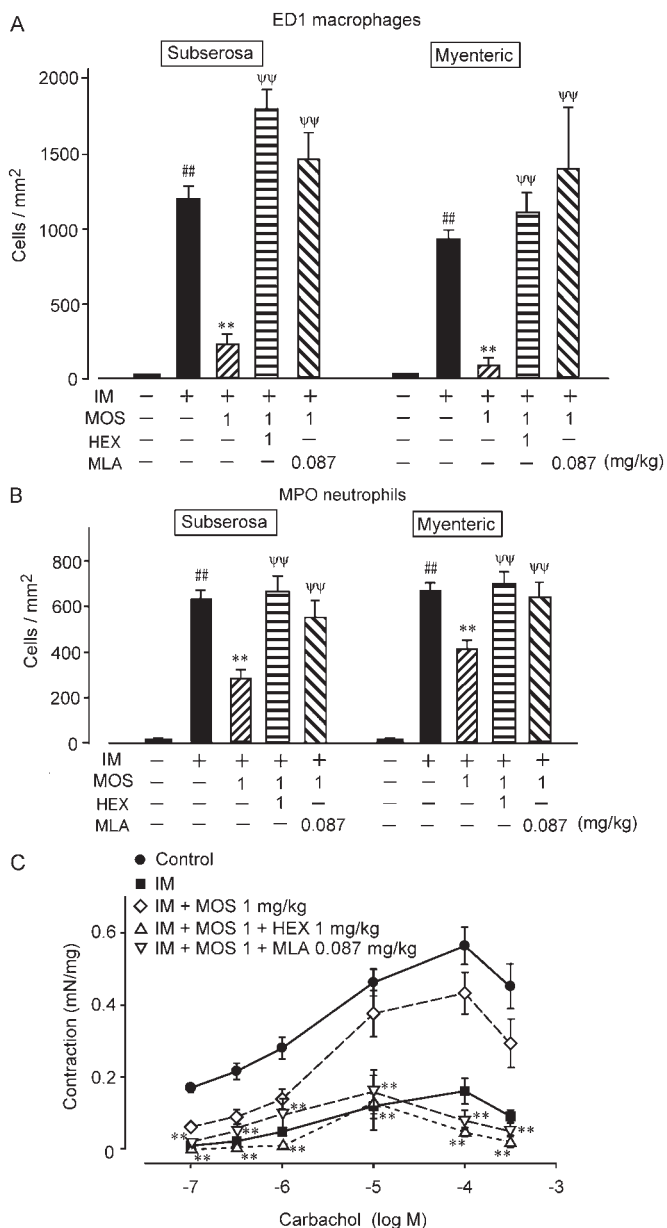 A
ED1 macrophages
Subserosa Myenteric
2000
1500
1000
500
0
Cells / mm2
## ** ψψ ψψ ## ** ψψ ψψ
IM – + + + + – + + + +
MOS – – 1 1 1 – – 1 1 1
HEX – – – 1 – – – – 1 –
MLA – – – – 0.087 – – – – 0.087 (mg/kg)
B
MPO neutrophils
Subserosa Myenteric
800
600
400
200
0
Cells / mm2
## ** ψψ ψψ ## ** ψψ ψψ
IM – + + + + – + + + +
MOS – – 1 1 1 – – 1 1 1
HEX – – – 1 – – – – 1 –
MLA – – – – 0.087 – – – – 0.087 (mg/kg)
C
Control
IM
IM + MOS 1 mg/kg
IM + MOS 1 + HEX 1 mg/kg
IM + MOS 1 + MLA 0.087 mg/kg
0.6
0.4
0.2
0
Contraction (mN/mg)
** ** ** ** ** **
** ** ** ** **
-7 -6 -5 -4 -3
Carbachol (log M)